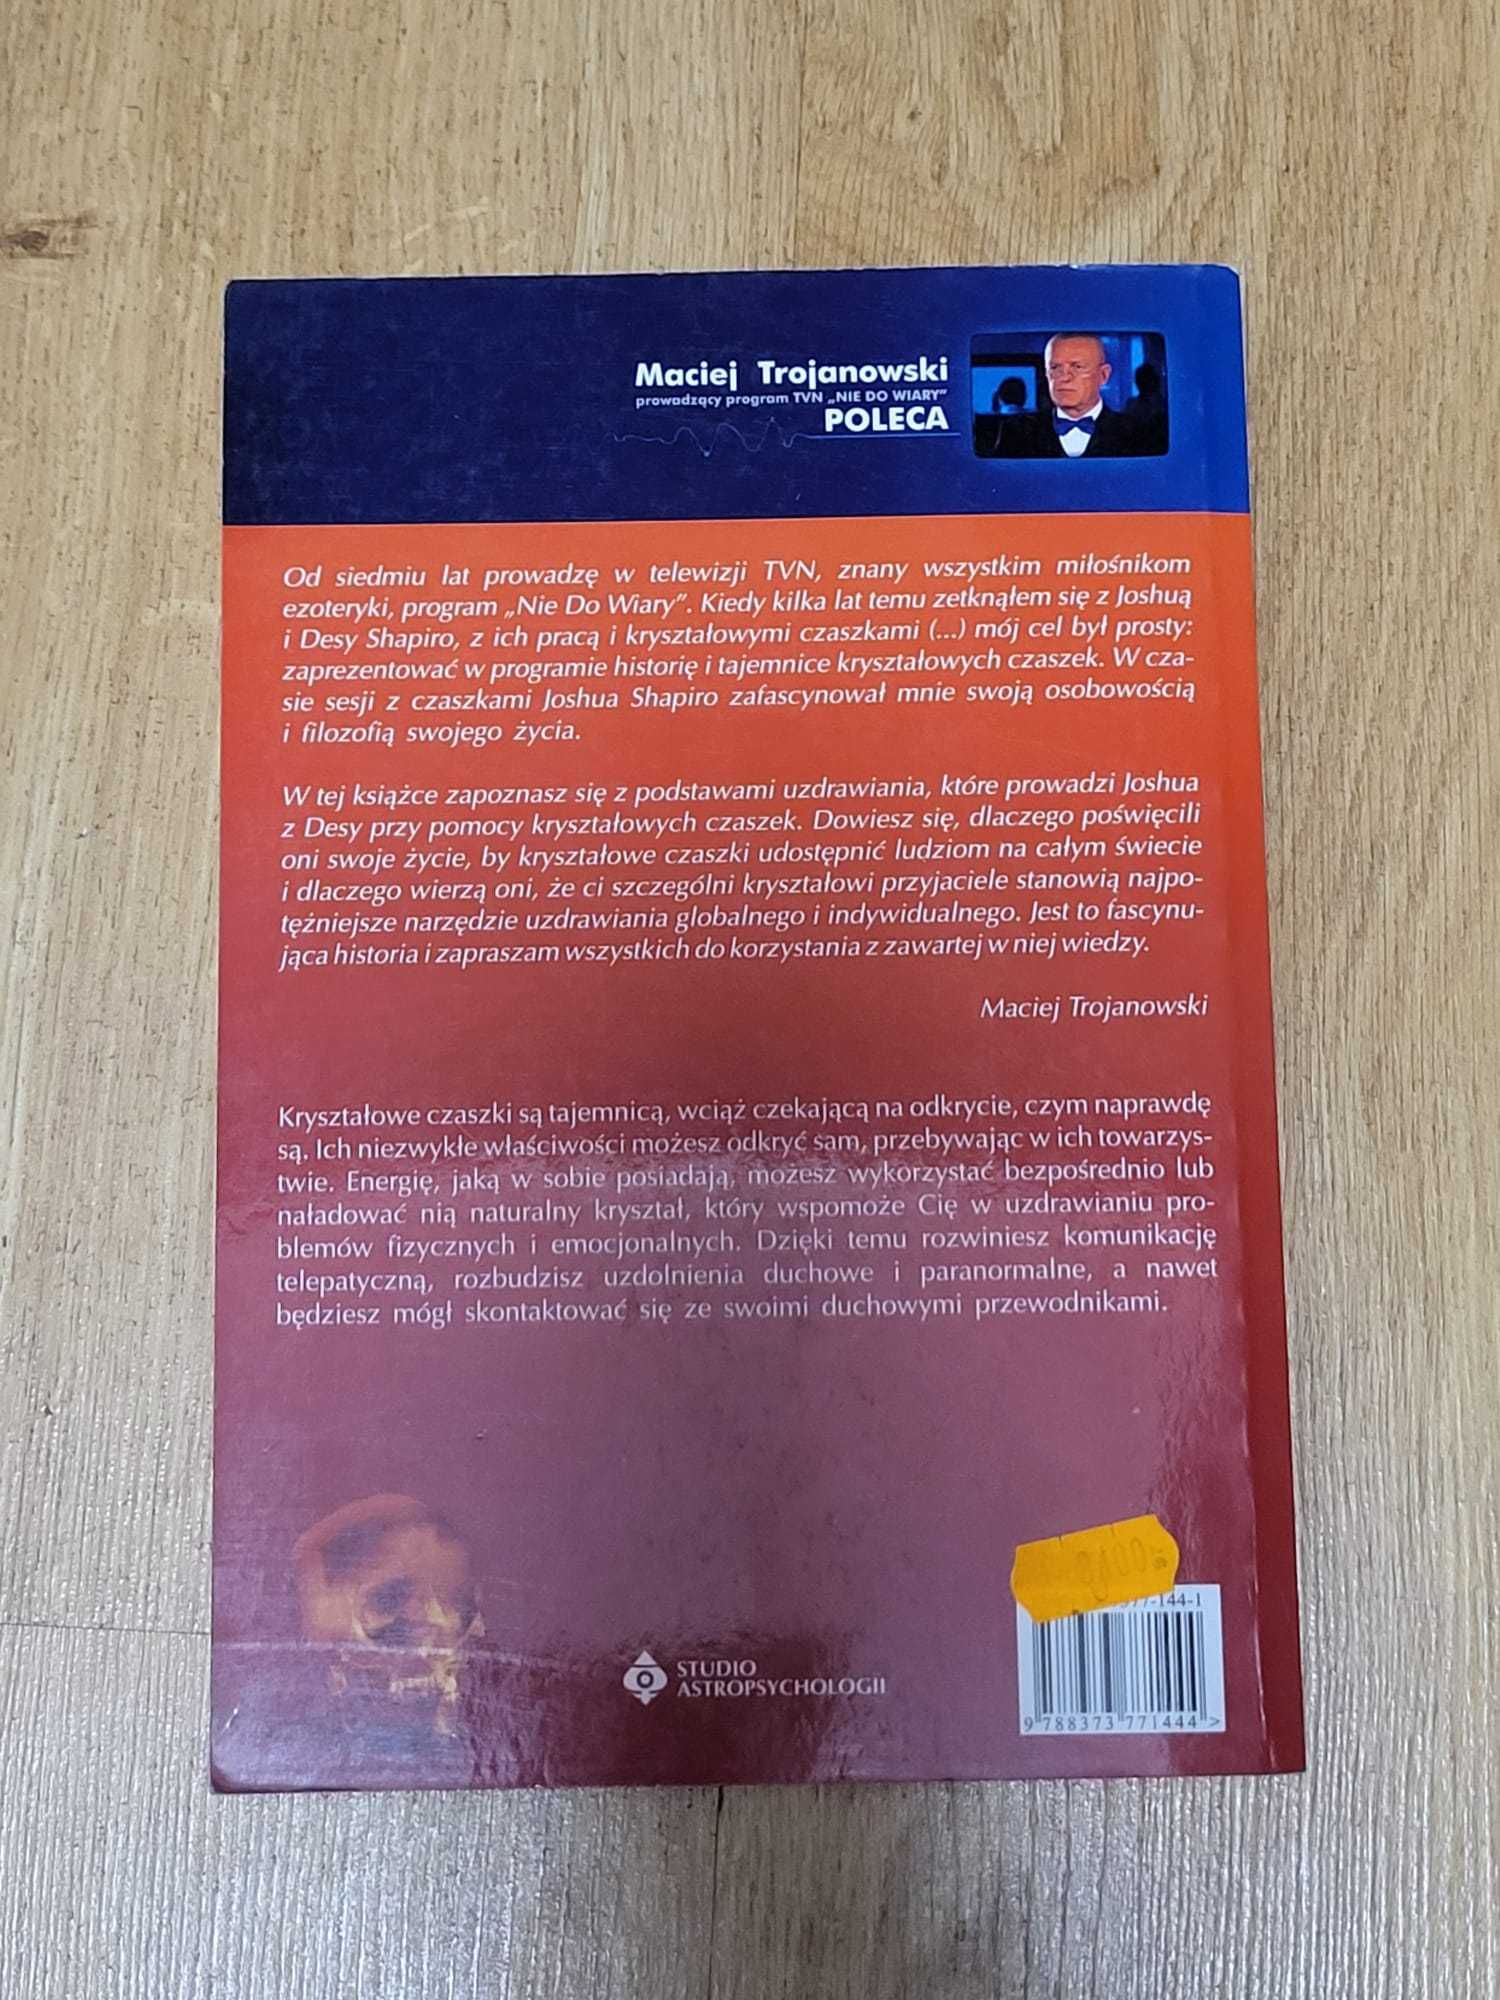 Maciej Trojanowski
prowadzący program TVN „NIE DO WIARY”
POLECA
Od siedmiu lat prowadzę w telewizji TVN, znany wszystkim miłośnikom
ezoteryki, program „Nie Do Wiary”. Kiedy kilka lat temu zetknąłem się z Joshuą
i Desy Shapiro, z ich pracą i kryształowymi czaszkami (...) mój cel był prosty:
zaprezentować w programie historię i tajemnice kryształowych czaszek. W cza-
sie sesji z czaszkami Joshua Shapiro zafascynował mnie swoją osobowością
i filozofią swojego życia.
W tej książce zapoznasz się z podstawami uzdrawiania, które prowadzi Joshua
z Desy przy pomocy kryształowych czaszek. Dowiesz się, dlaczego poświęcili
oni swoje życie, by kryształowe czaszki udostępnić ludziom na całym świecie
i dlaczego wierzą oni, że ci szczególni kryształowi przyjaciele stanowią najpo-
tężniejsze narzędzie uzdrawiania globalnego i indywidualnego. Jest to fascynu-
jąca historia i zapraszam wszystkich do korzystania z zawartej w niej wiedzy.
Maciej Trojanowski
Kryształowe czaszki są tajemnicą, wciąż czekającą na odkrycie, czym naprawdę
są. Ich niezwykłe właściwości możesz odkryć sam, przebywając w ich towarzys-
twie. Energię, jaką w sobie posiadają, możesz wykorzystać bezpośrednio lub
naładować nią naturalny kryształ, który wspomoże Cię w uzdrawianiu pro-
blemów fizycznych i emocjonalnych. Dzięki temu rozwiniesz komunikację
telepatyczną, rozbudzisz uzdolnienia duchowe i paranormalne, a nawet
będziesz mógł skontaktować się ze swoimi duchowymi przewodnikami.
-144-1
STUDIO
ASTROPSYCHOLOGII
9 788373 771444 >